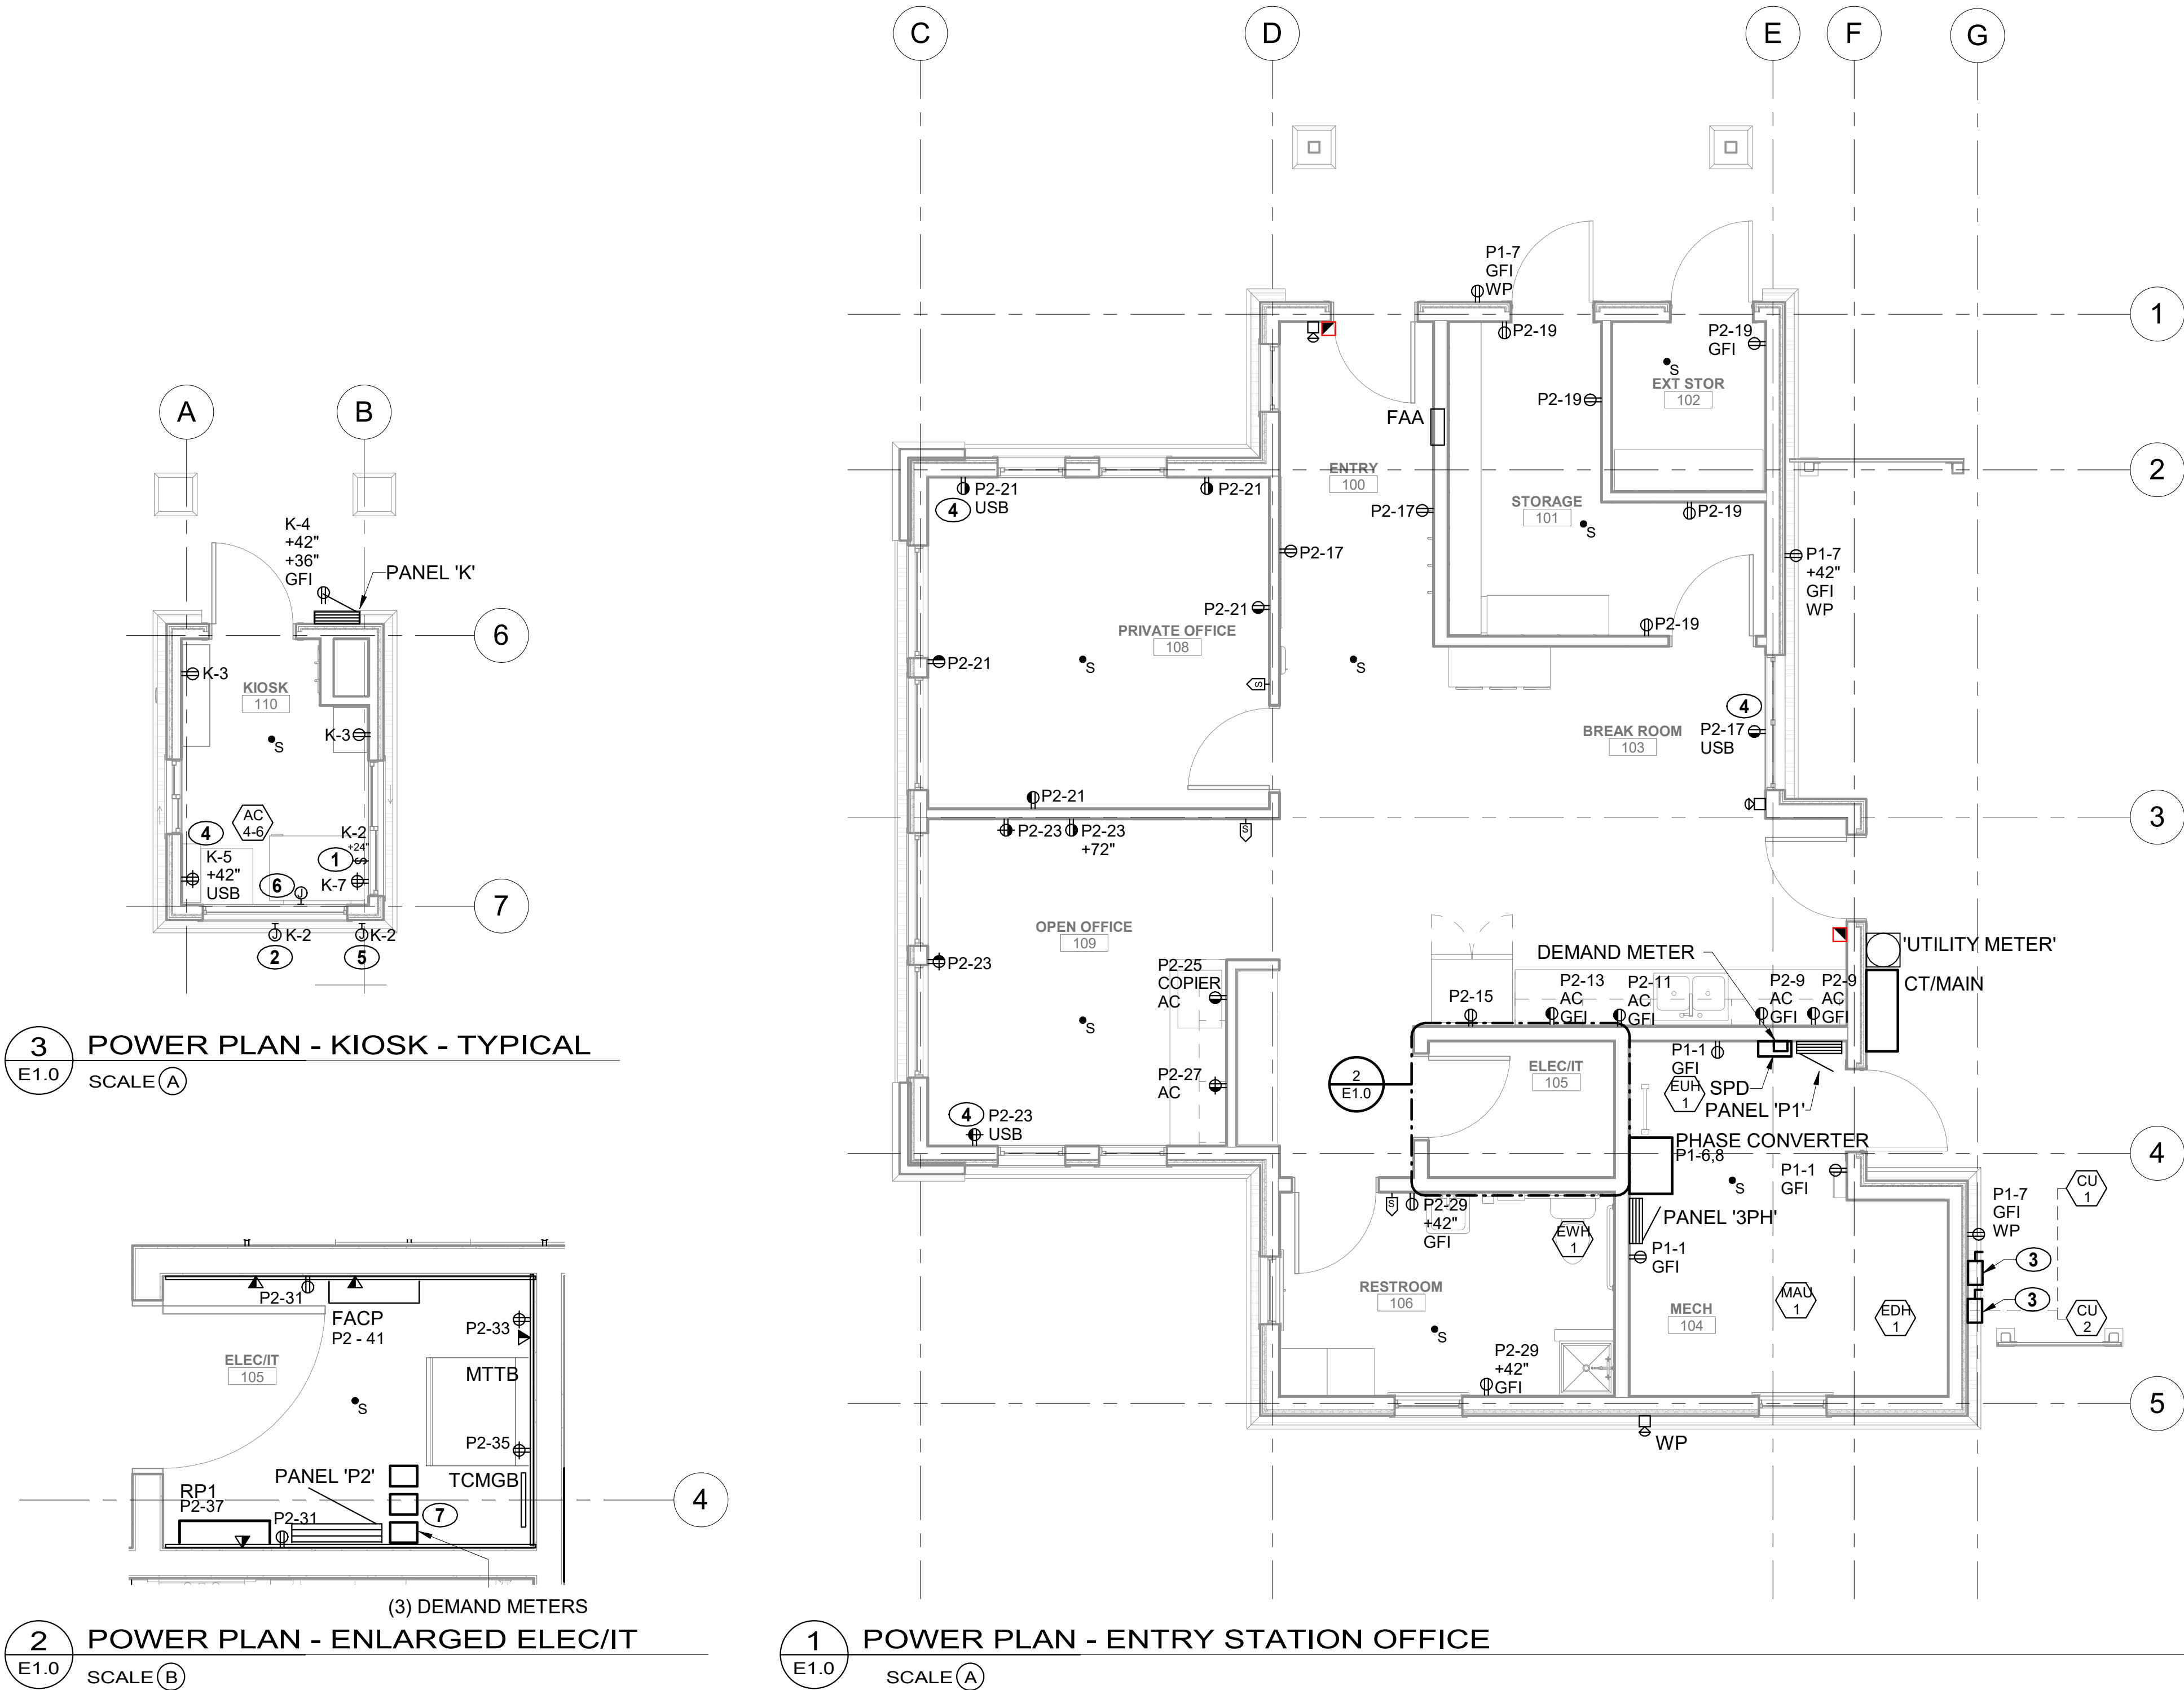 C
D
E
F
G
1
2
3
4
5
P1-7
GFI
WP
P2-19
P2-19
GFI
S
EXT STOR
102
P2-19
FAA
ENTRY
100
STORAGE
101
S
P2-17
P2-19
P2-17
P1-7
+42"
GFI
WP
P2-19
P2-21
USB
4
P2-21
P2-21
PRIVATE OFFICE
108
S
P2-21
S
S
P2-21
4
BREAK ROOM
103
P2-17
USB
P2-23
P2-23
+72"
S
OPEN OFFICE
109
P2-23
S
P2-25
COPIER
AC
P2-27
AC
4
P2-23
USB
DEMAND METER
'UTILITY METER'
CT/MAIN
P2-15
P2-13
AC
GFI
P2-11
AC
GFI
P2-9
AC
GFI
P2-9
AC
GFI
2
E1.0
ELEC/IT
105
P1-1
GFI
EUH
1
SPD
PANEL 'P1'
PHASE CONVERTER
P1-6,8
P1-1
GFI
S
PANEL '3PH'
P1-1
GFI
S
P2-29
+42"
GFI
EWH
1
RESTROOM
106
S
P2-29
+42"
GFI
MECH
104
MAU
1
EDH
1
P1-7
GFI
WP
CU
1
3
3
CU
2
WP
1
E1.0
POWER PLAN - ENTRY STATION OFFICE
SCALE A
A
B
6
7
K-4
+42"
+36"
GFI
PANEL 'K'
K-3
KIOSK
110
K-3
S
AC
4-6
4
K-5
+42"
USB
K-2
+24"
1
S
6
J
K-7
J
K-2
J
K-2
2
5
3
E1.0
POWER PLAN - KIOSK - TYPICAL
SCALE A
P2-31
FACP
P2 - 41
P2-33
ELEC/IT
105
MTTB
S
P2-35
PANEL 'P2'
TCMGB
RP1
P2-37
P2-31
7
4
(3) DEMAND METERS
2
E1.0
POWER PLAN - ENLARGED ELEC/IT
SCALE B